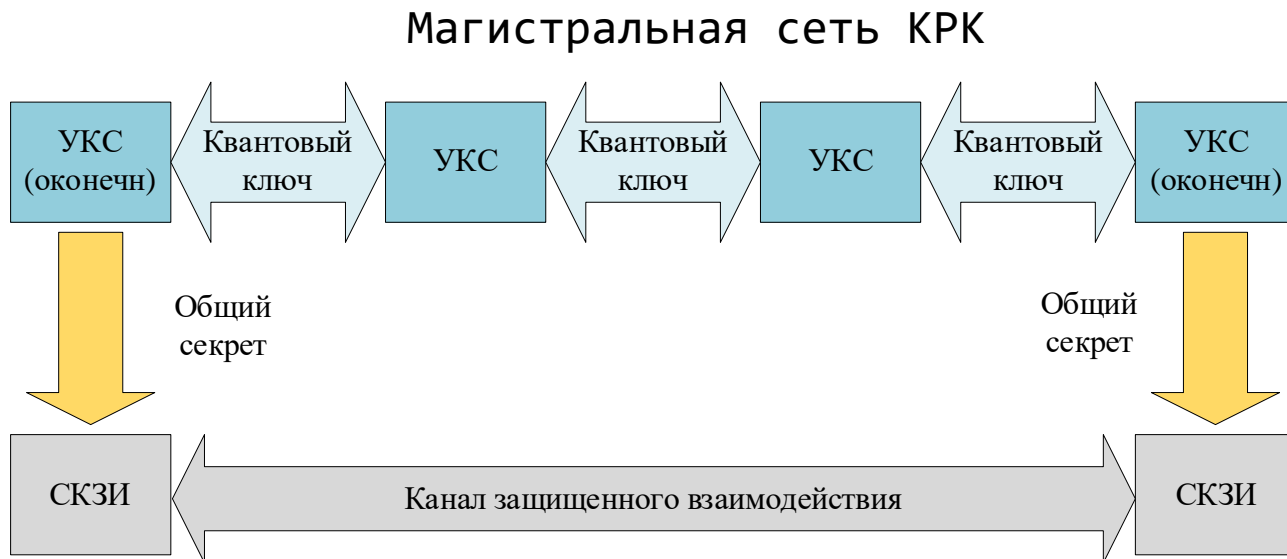 Магистральная сеть КРК
УКС
(оконечн)
Квантовый
ключ
УКС
Квантовый
ключ
УКС
Квантовый
ключ
УКС
(оконечн)
Общий
секрет
Общий
секрет
СКЗИ
Канал защищенного взаимодействия
СКЗИ